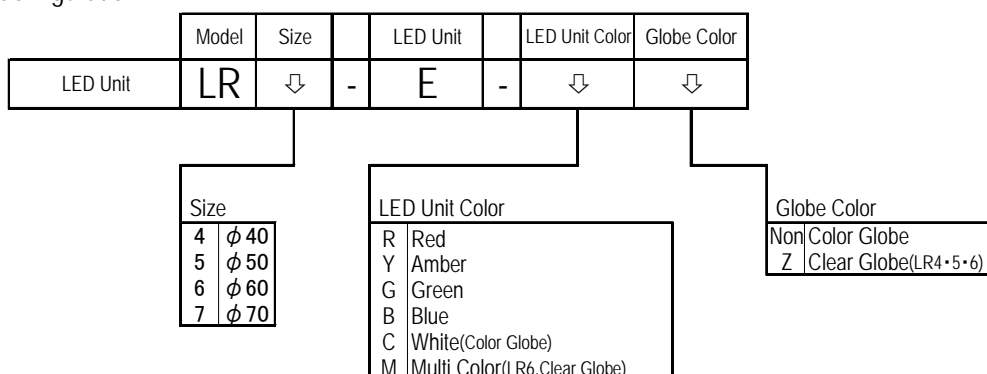 Model Size LED Unit LED Unit Color Globe Color
LED Unit LR ⇩ - E - ⇩ ⇩
Size
4 φ40
5 φ50
6 φ60
7 φ70
LED Unit Color
R Red
Y Amber
G Green
B Blue
C White(Color Globe)
M Multi Color(LR6,Clear Globe)
Globe Color
Non Color Globe
Z Clear Globe(LR4・5・6)